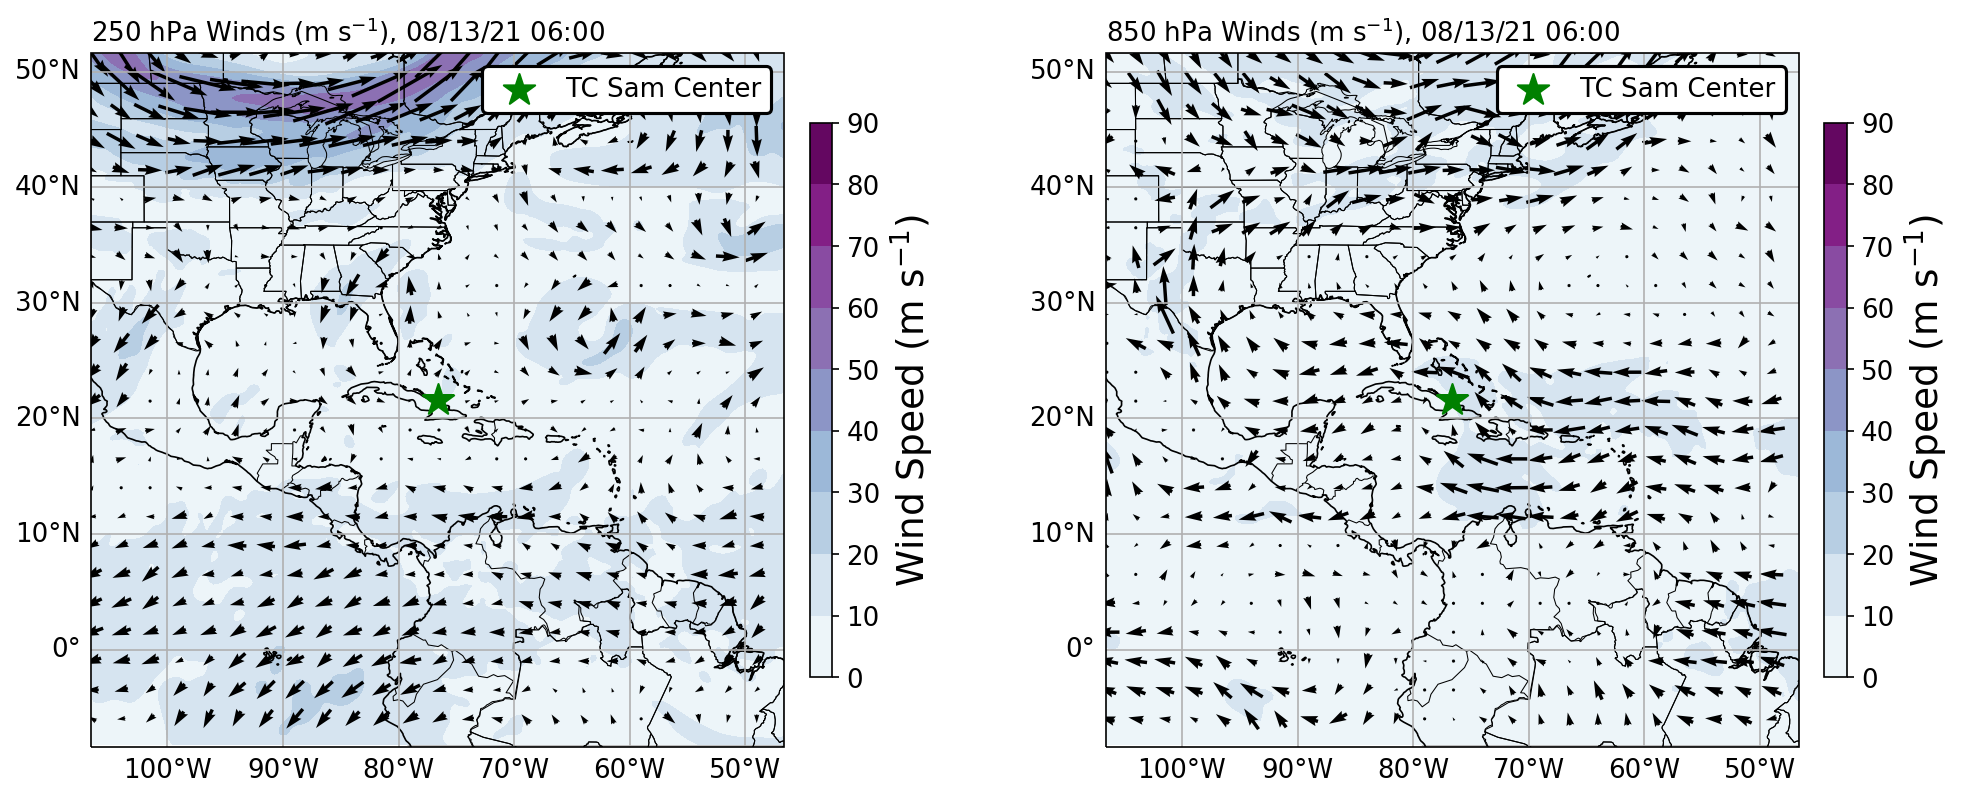 250 hPa Winds (m s⁻¹), 08/13/21 06:00
TC Sam Center
50°N
40°N
30°N
20°N
10°N
0°
100°W 90°W 80°W 70°W 60°W 50°W
90
80
70
60
50
40
30
20
10
0
Wind Speed (m s⁻¹)
850 hPa Winds (m s⁻¹), 08/13/21 06:00
TC Sam Center
50°N
40°N
30°N
20°N
10°N
0°
100°W 90°W 80°W 70°W 60°W 50°W
90
80
70
60
50
40
30
20
10
0
Wind Speed (m s⁻¹)